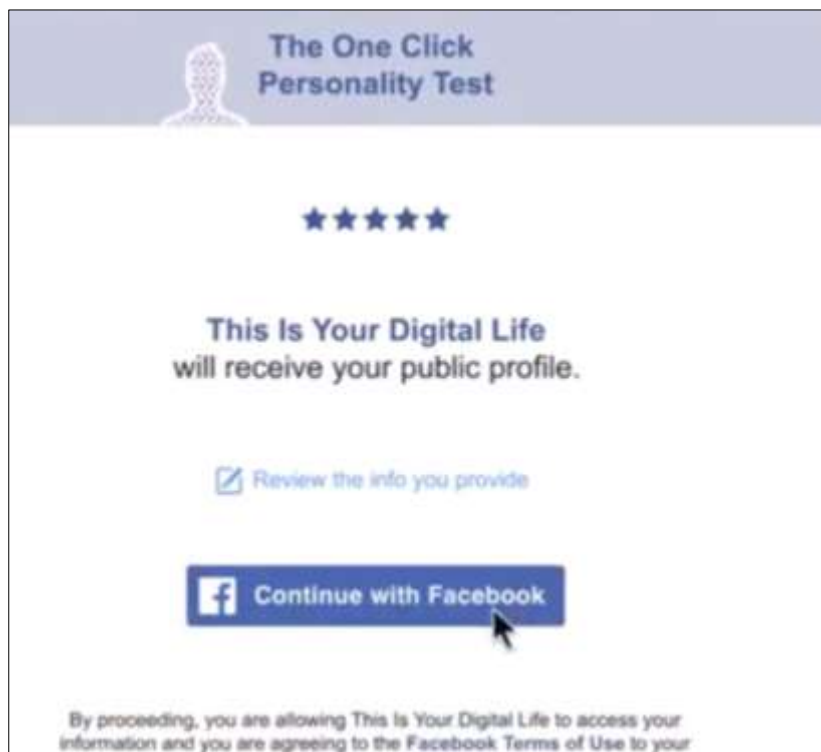 The One Click
Personality Test
This Is Your Digital Life
will receive your public profile.
Review the info you provide
Continue with Facebook
By proceeding, you are allowing This Is Your Digital Life to access your
information and you are agreeing to the Facebook Terms of Use to your